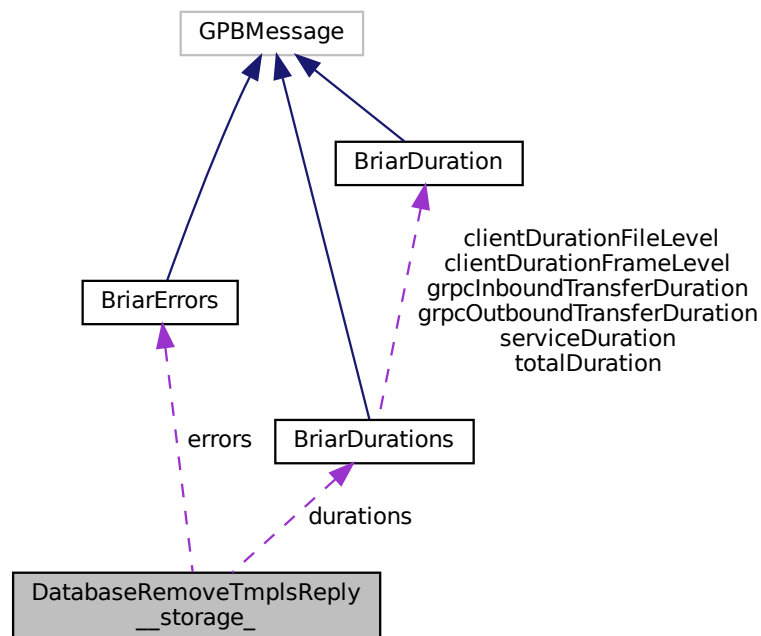 GPBMessage
BriarDuration
clientDurationFileLevel
clientDurationFrameLevel
grpcInboundTransferDuration
grpcOutboundTransferDuration
serviceDuration
totalDuration
BriarErrors
BriarDurations
errors
durations
DatabaseRemoveTmplsReply
__storage_